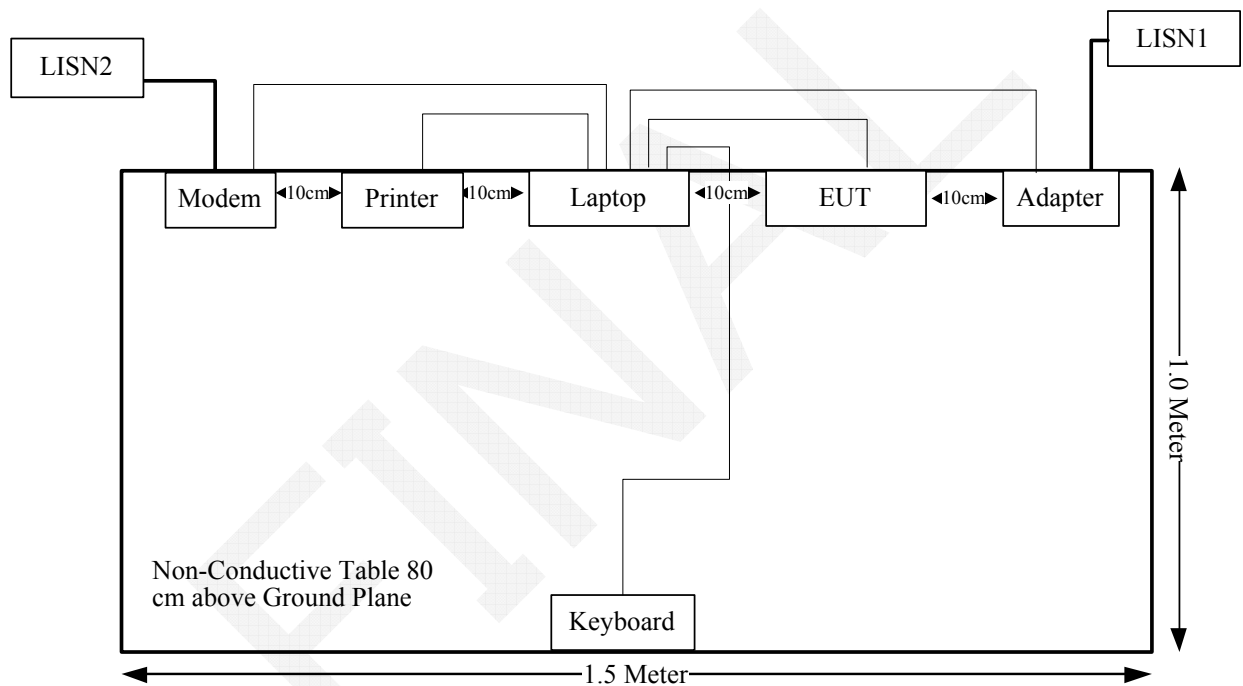 LISN2
LISN1
Modem
10cm
Printer
10cm
Laptop
10cm
EUT
10cm
Adapter
1.0 Meter
Non-Conductive Table 80
cm above Ground Plane
Keyboard
1.5 Meter
FINAL